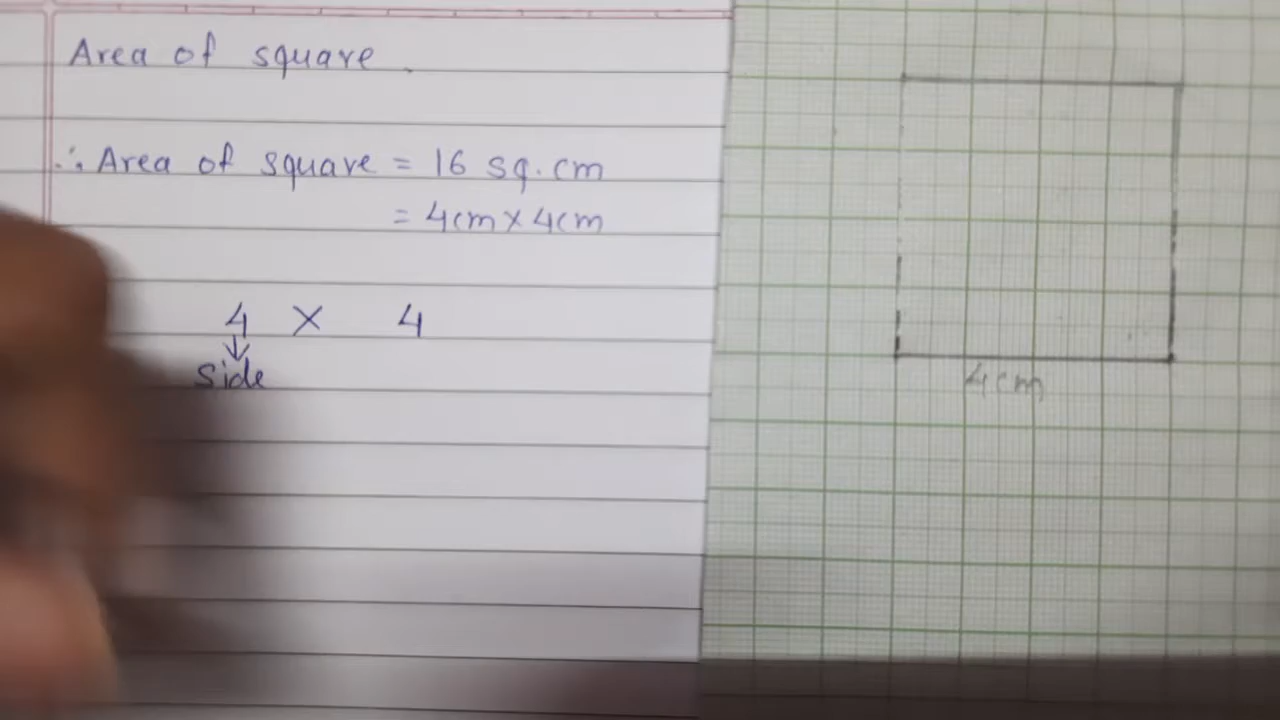 Area of square
∴ Area of square = 16 sq.cm
= 4cm × 4cm
4 × 4
↓
side
4cm